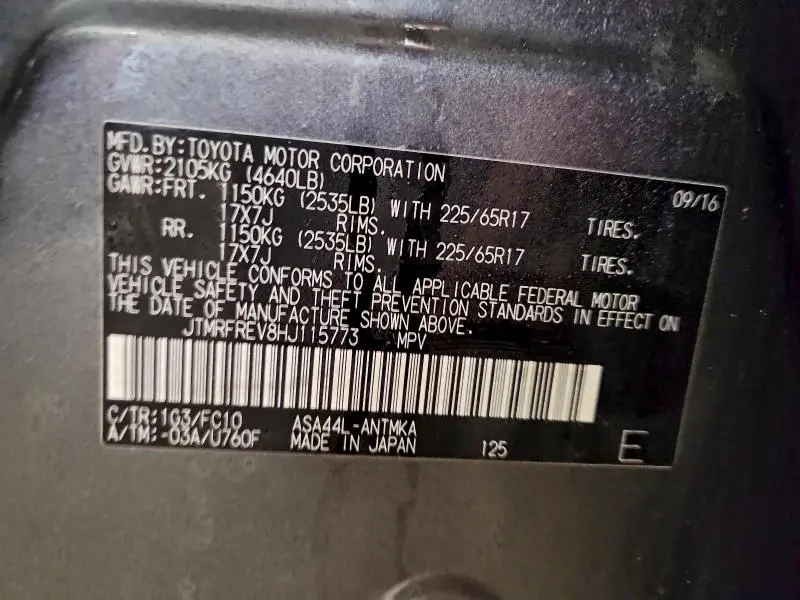 MFD. BY: TOYOTA MOTOR CORPORATION 09/16
GVWR: 2105KG (4640LB)
GAWR: FRT. 1150KG (2535LB) WITH 225/65R17 TIRES.
17X7J RIMS.
RR. 1150KG (2535LB) WITH 225/65R17 TIRES.
17X7J RIMS.
THIS VEHICLE CONFORMS TO ALL APPLICABLE FEDERAL MOTOR
VEHICLE SAFETY AND THEFT PREVENTION STANDARDS IN EFFECT ON
THE DATE OF MANUFACTURE SHOWN ABOVE.
JTMRFREV8HJ115773 MPV
C/TR: 1G3/FC10 ASA44L-ANTMKA
A/TM: -03A/U760F MADE IN JAPAN 125 E